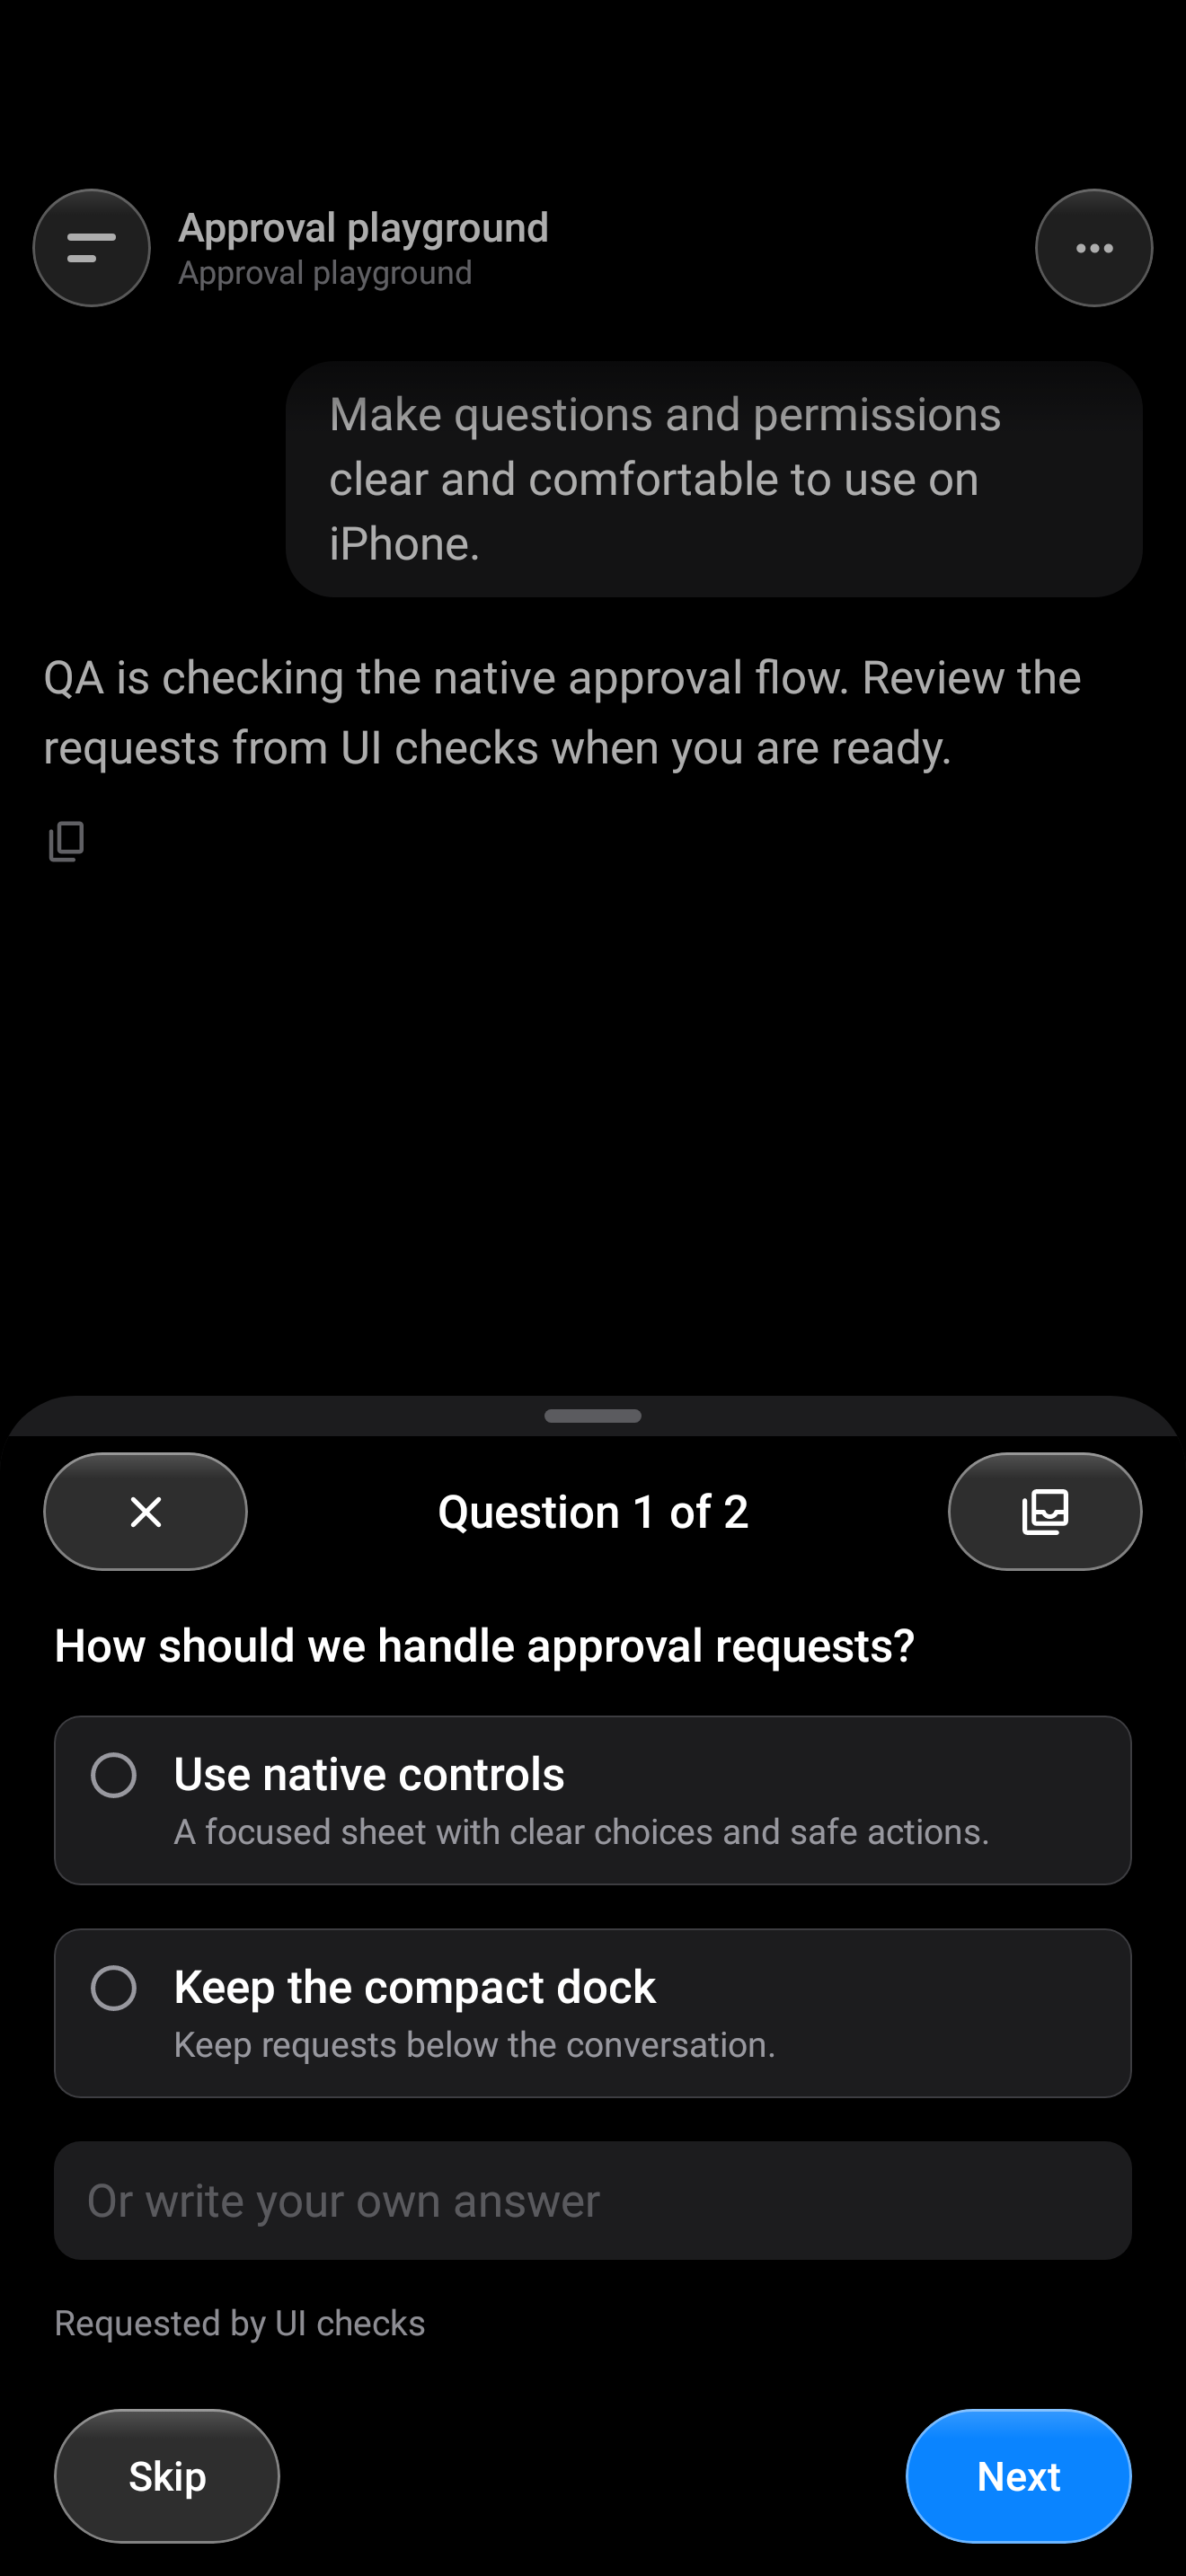 Approval playground
Approval playground
Make questions and permissions
clear and comfortable to use on
iPhone.
QA is checking the native approval flow. Review the
requests from UI checks when you are ready.
Question 1 of 2
How should we handle approval requests?
Use native controls
A focused sheet with clear choices and safe actions.
Keep the compact dock
Keep requests below the conversation.
Or write your own answer
Requested by UI checks
Skip
Next